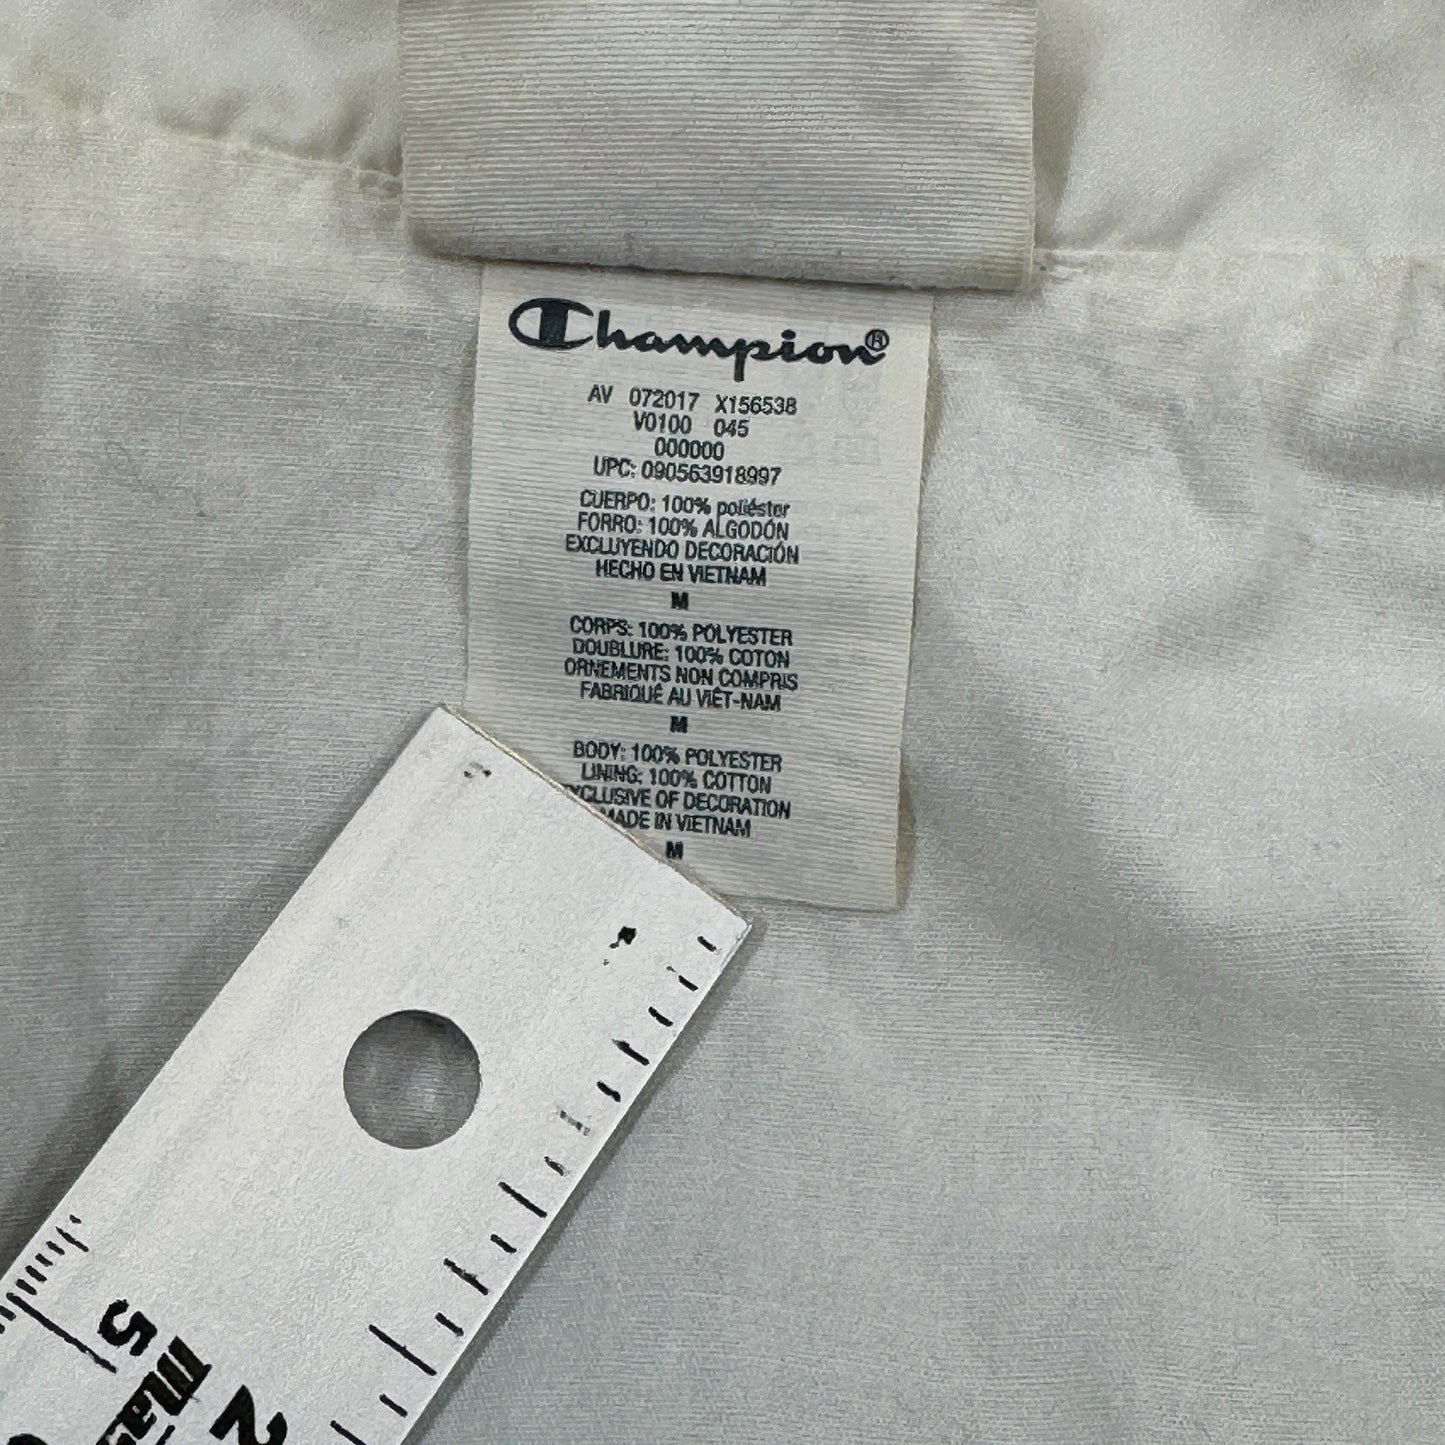 Champion®
AV 072017 X156538
V0100 045
000000
UPC: 090563918997
CUERPO: 100% poliéster
FORRO: 100% ALGODÓN
EXCLUYENDO DECORACIÓN
HECHO EN VIETNAM
M
CORPS: 100% POLYESTER
DOUBLURE: 100% COTON
ORNEMENTS NON COMPRIS
FABRIQUÉ AU VIÊT-NAM
M
BODY: 100% POLYESTER
LINING: 100% COTTON
EXCLUSIVE OF DECORATION
MADE IN VIETNAM
M
5
2